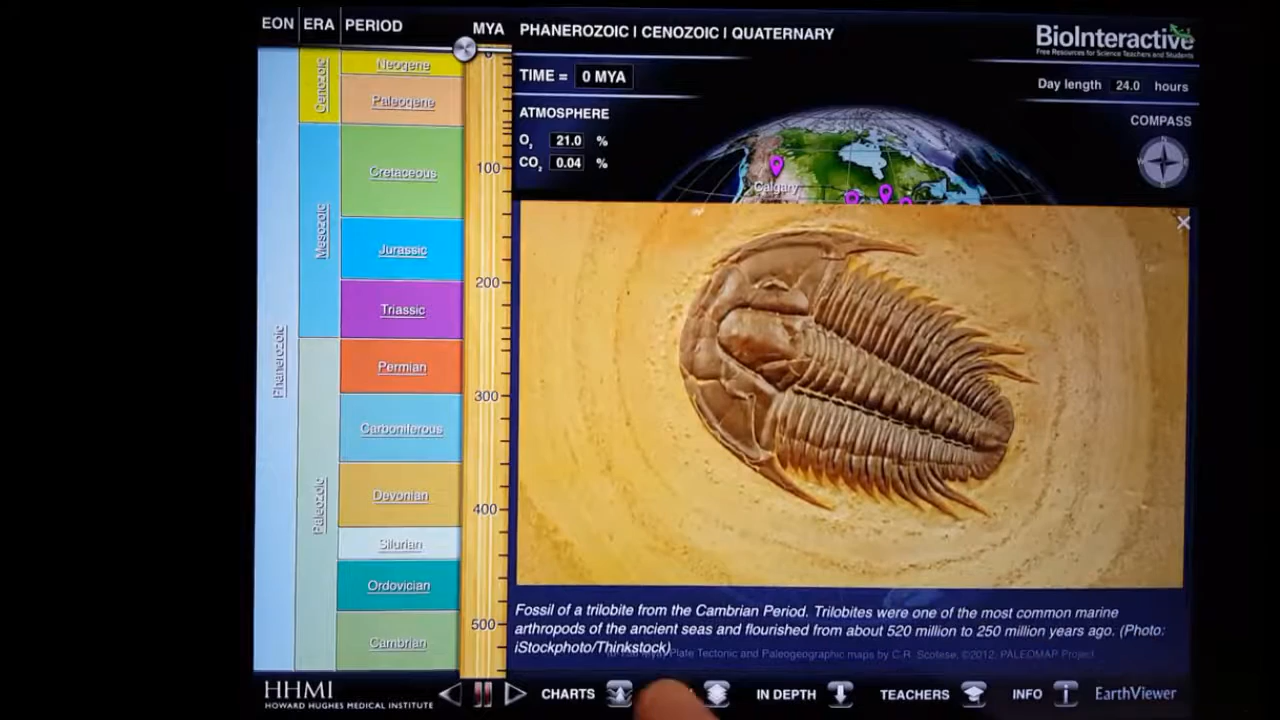 EON ERA PERIOD MYA PHANEROZOIC | CENOZOIC | QUATERNARY
BioInteractive
Free Resources for Science Teachers and Students
TIME = 0 MYA
Day length 24.0 hours
ATMOSPHERE
O2 21.0 %
CO2 0.04 %
COMPASS
N
Calgary
Phanerozoic
Cenozoic
Mesozoic
Paleozoic
Neogene
Paleogene
Cretaceous
Jurassic
Triassic
Permian
Carboniferous
Devonian
Silurian
Ordovician
Cambrian
0
100
200
300
400
500
Fossil of a trilobite from the Cambrian Period. Trilobites were one of the most common marine
arthropods of the ancient seas and flourished from about 520 million to 250 million years ago. (Photo:
iStockphoto/Thinkstock)
Plate Tectonic and Paleogeographic maps by C.R. Scotese, ©2012, PALEOMAP Project
HHMI
HOWARD HUGHES MEDICAL INSTITUTE
CHARTS
IN DEPTH
TEACHERS
INFO
EarthViewer